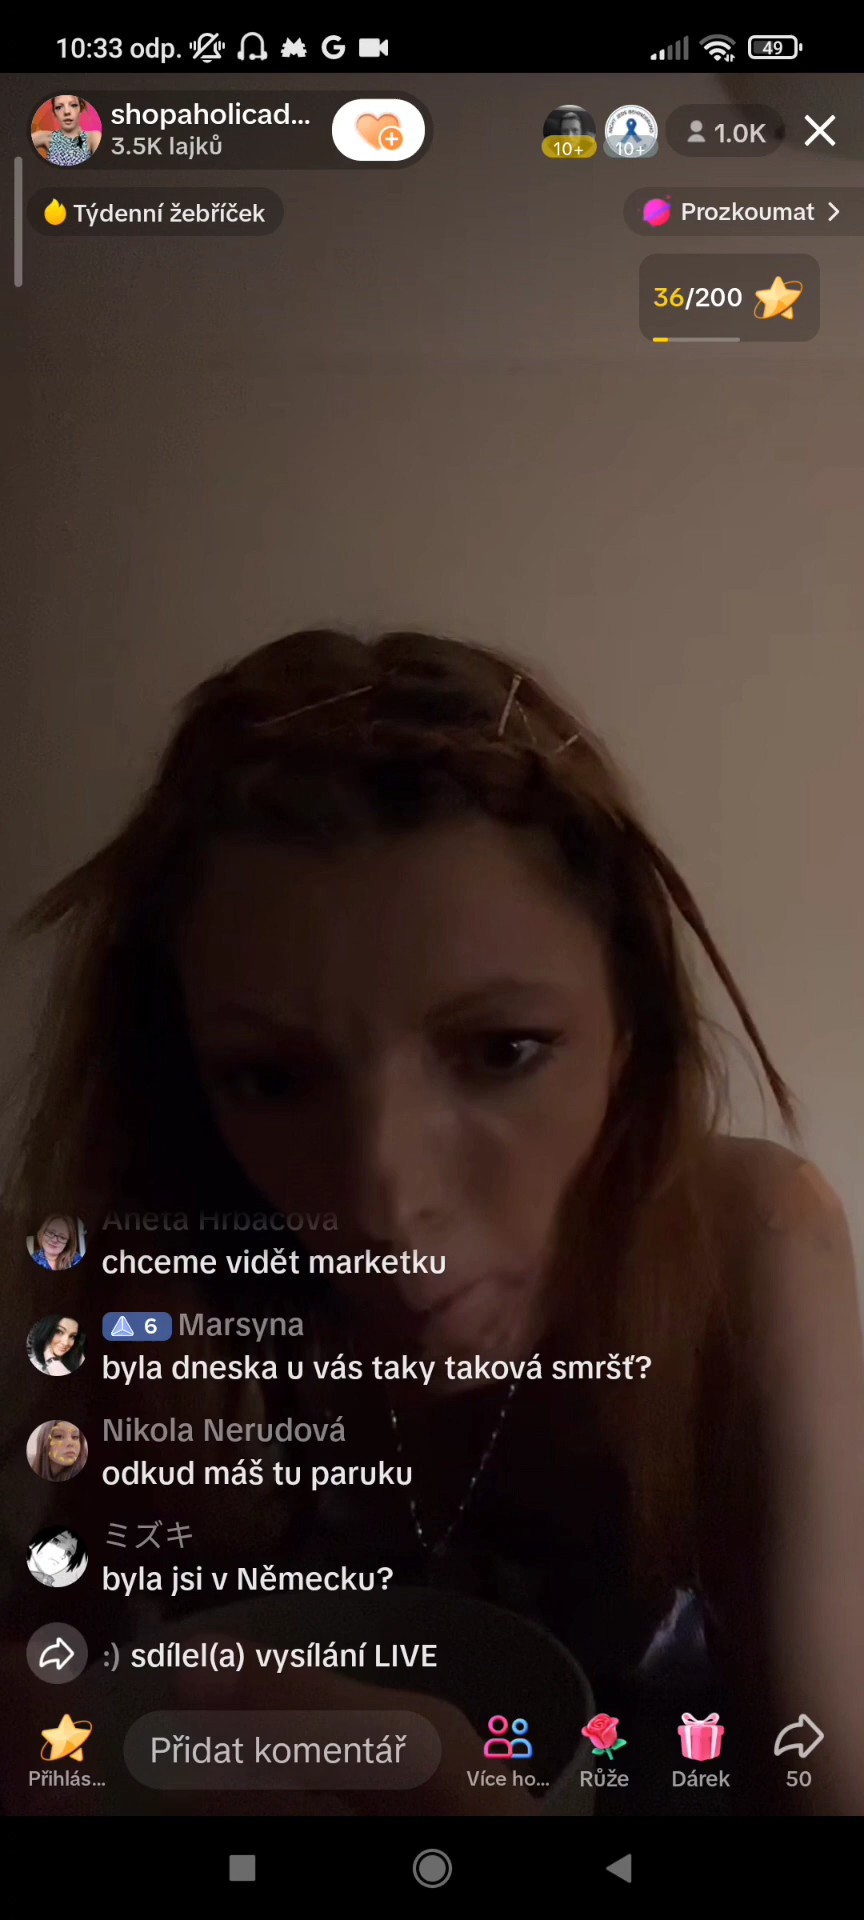 10:33 odp.
49
shopaholicad...
3.5K lajků
10+
10+
1.0K
Týdenní žebříček
Prozkoumat
36/200
Aneta Hrbáčová
chceme vidět marketku
6 Marsyna
byla dneska u vás taky taková smršť?
Nikola Nerudová
odkud máš tu paruku
ミズキ
byla jsi v Německu?
:) sdílel(a) vysílání LIVE
Přihlás...
Přidat komentář
Více ho...
Růže
Dárek
50